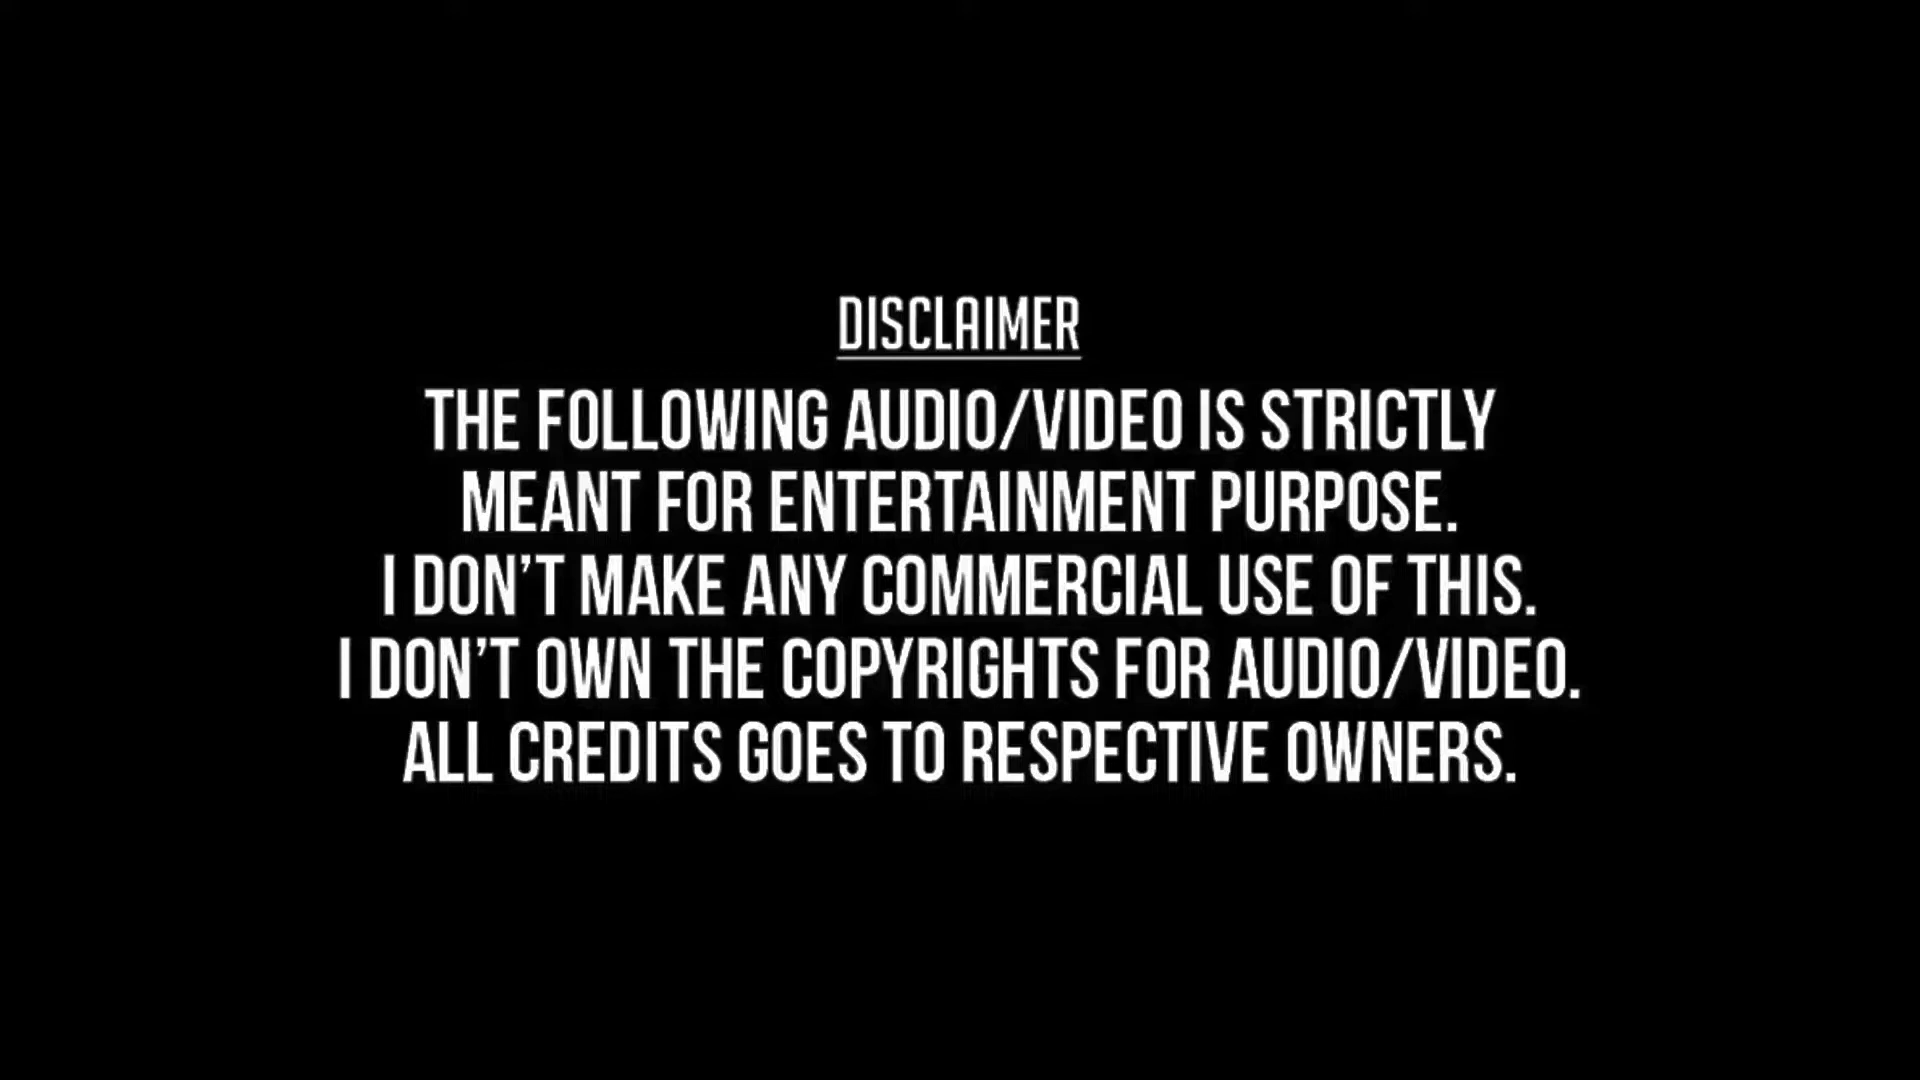 DISCLAIMER
THE FOLLOWING AUDIO/VIDEO IS STRICTLY
MEANT FOR ENTERTAINMENT PURPOSE.
I DON'T MAKE ANY COMMERCIAL USE OF THIS.
I DON'T OWN THE COPYRIGHTS FOR AUDIO/VIDEO.
ALL CREDITS GOES TO RESPECTIVE OWNERS.